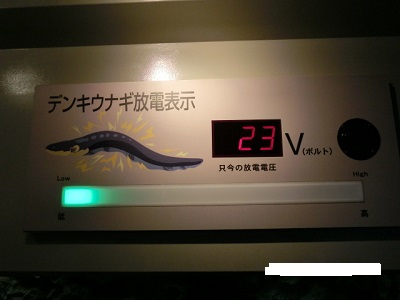 デンキウナギ放電表示
23 V(ボルト)
只今の放電電圧
Low High
低 高